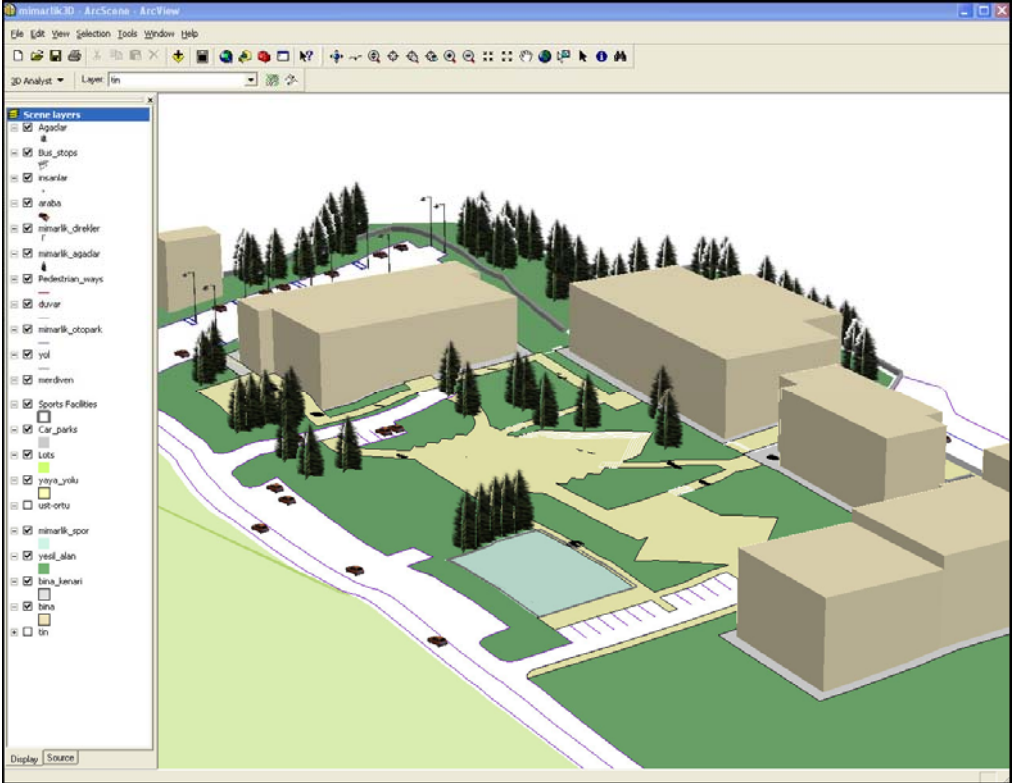 mimarlik3D - ArcScene - ArcView
File Edit View Selection Tools Window Help
3D Analyst Layer: tin
Scene layers
Agaclar
Bus_stops
insanlar
araba
mimarlik_direkler
mimarlik_agaclar
Pedestrian_ways
duvar
mimarlik_otopark
yol
merdiven
Sports Facilities
Car_parks
Lots
yaya_yolu
ust-ortu
mimarlik_spor
yesil_alan
bina_kenari
bina
tin
Display Source